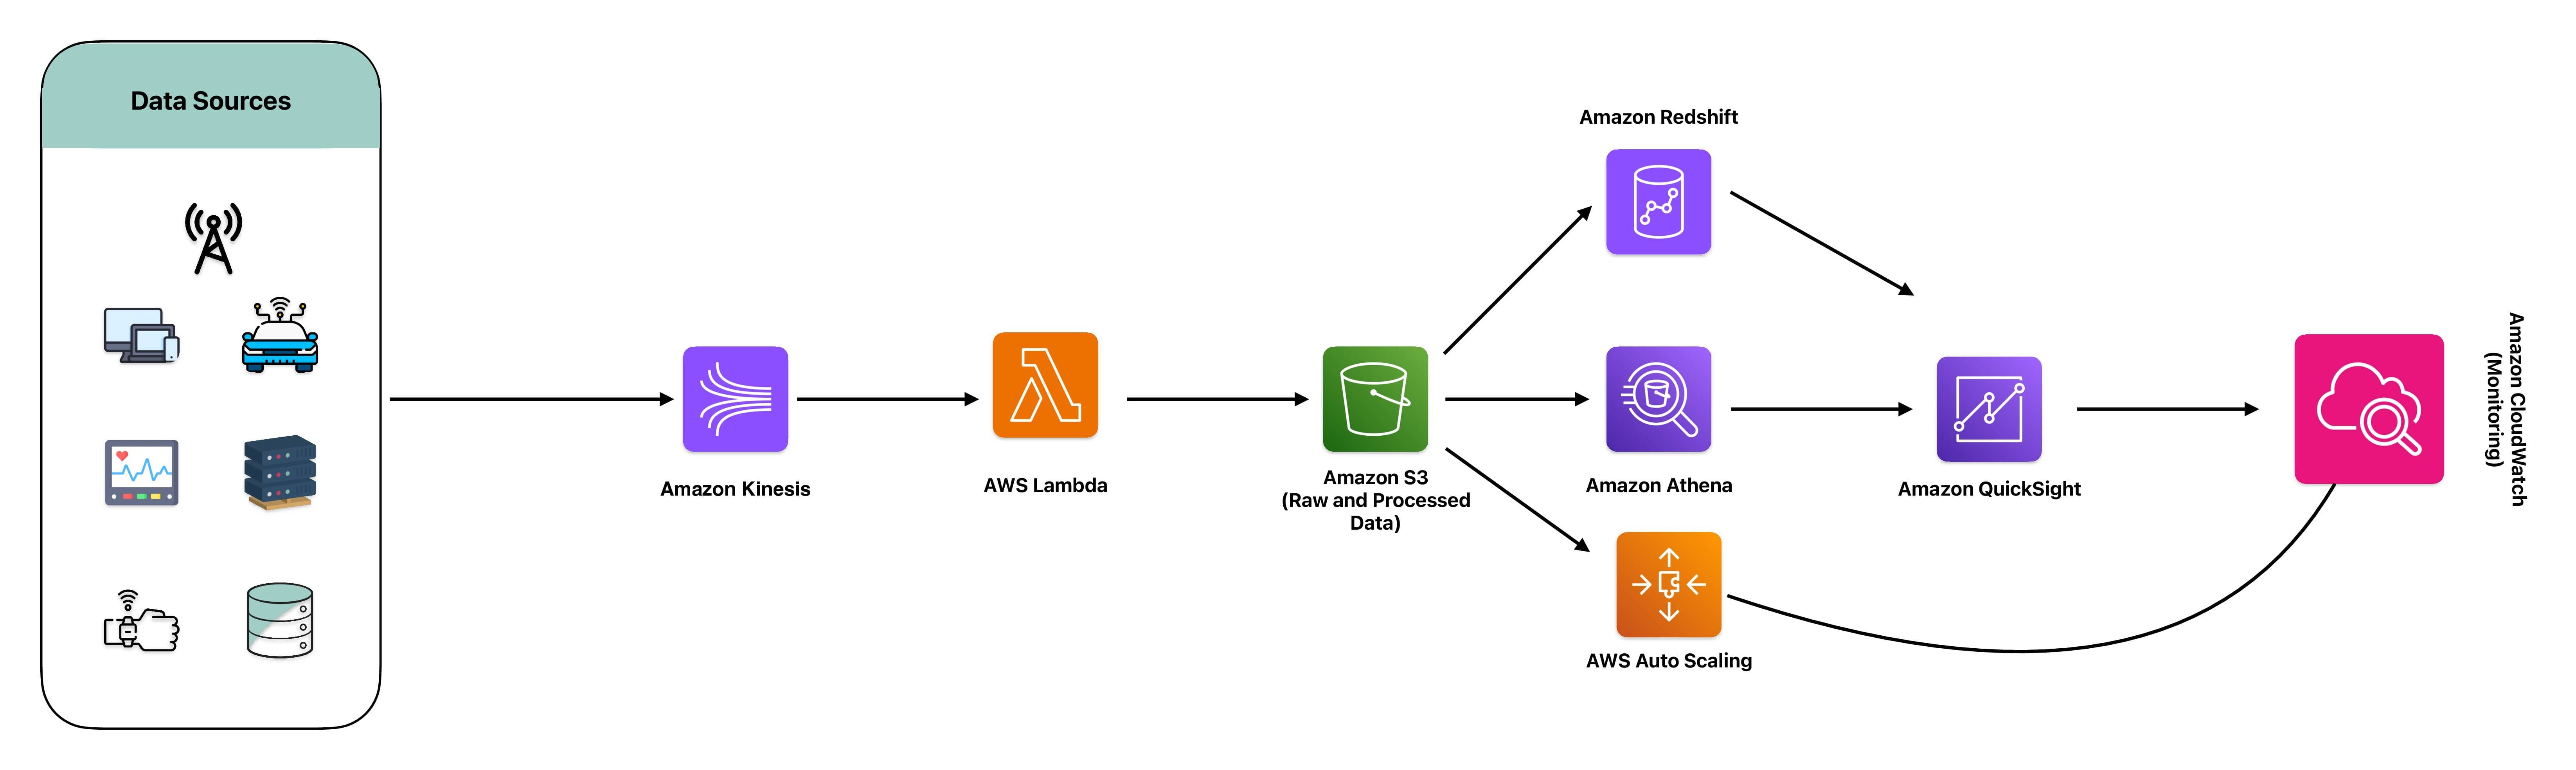 Data Sources
Amazon Kinesis
AWS Lambda
Amazon S3
(Raw and Processed
Data)
Amazon Redshift
Amazon Athena
AWS Auto Scaling
Amazon QuickSight
Amazon CloudWatch
(Monitoring)